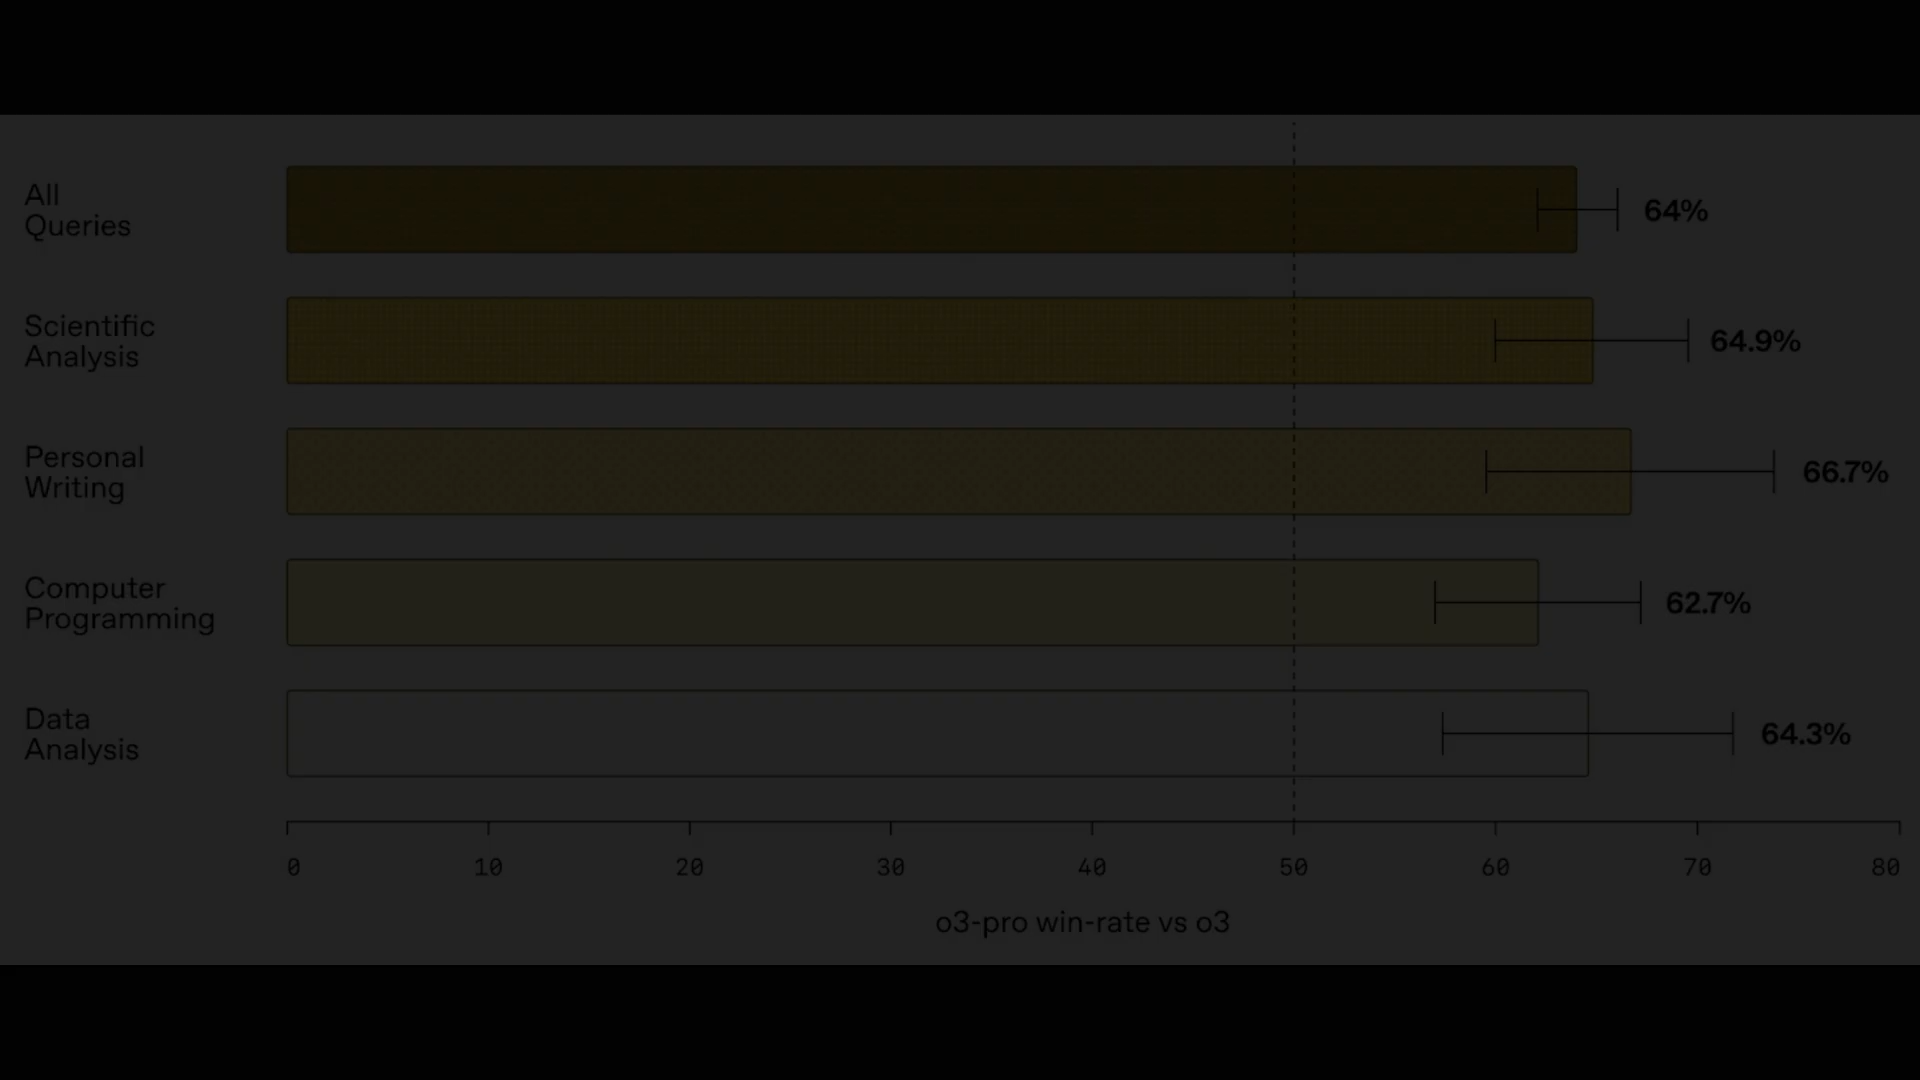 All
Queries
64%
Scientific
Analysis
64.9%
Personal
Writing
66.7%
Computer
Programming
62.7%
Data
Analysis
64.3%
0 10 20 30 40 50 60 70 80
o3-pro win-rate vs o3